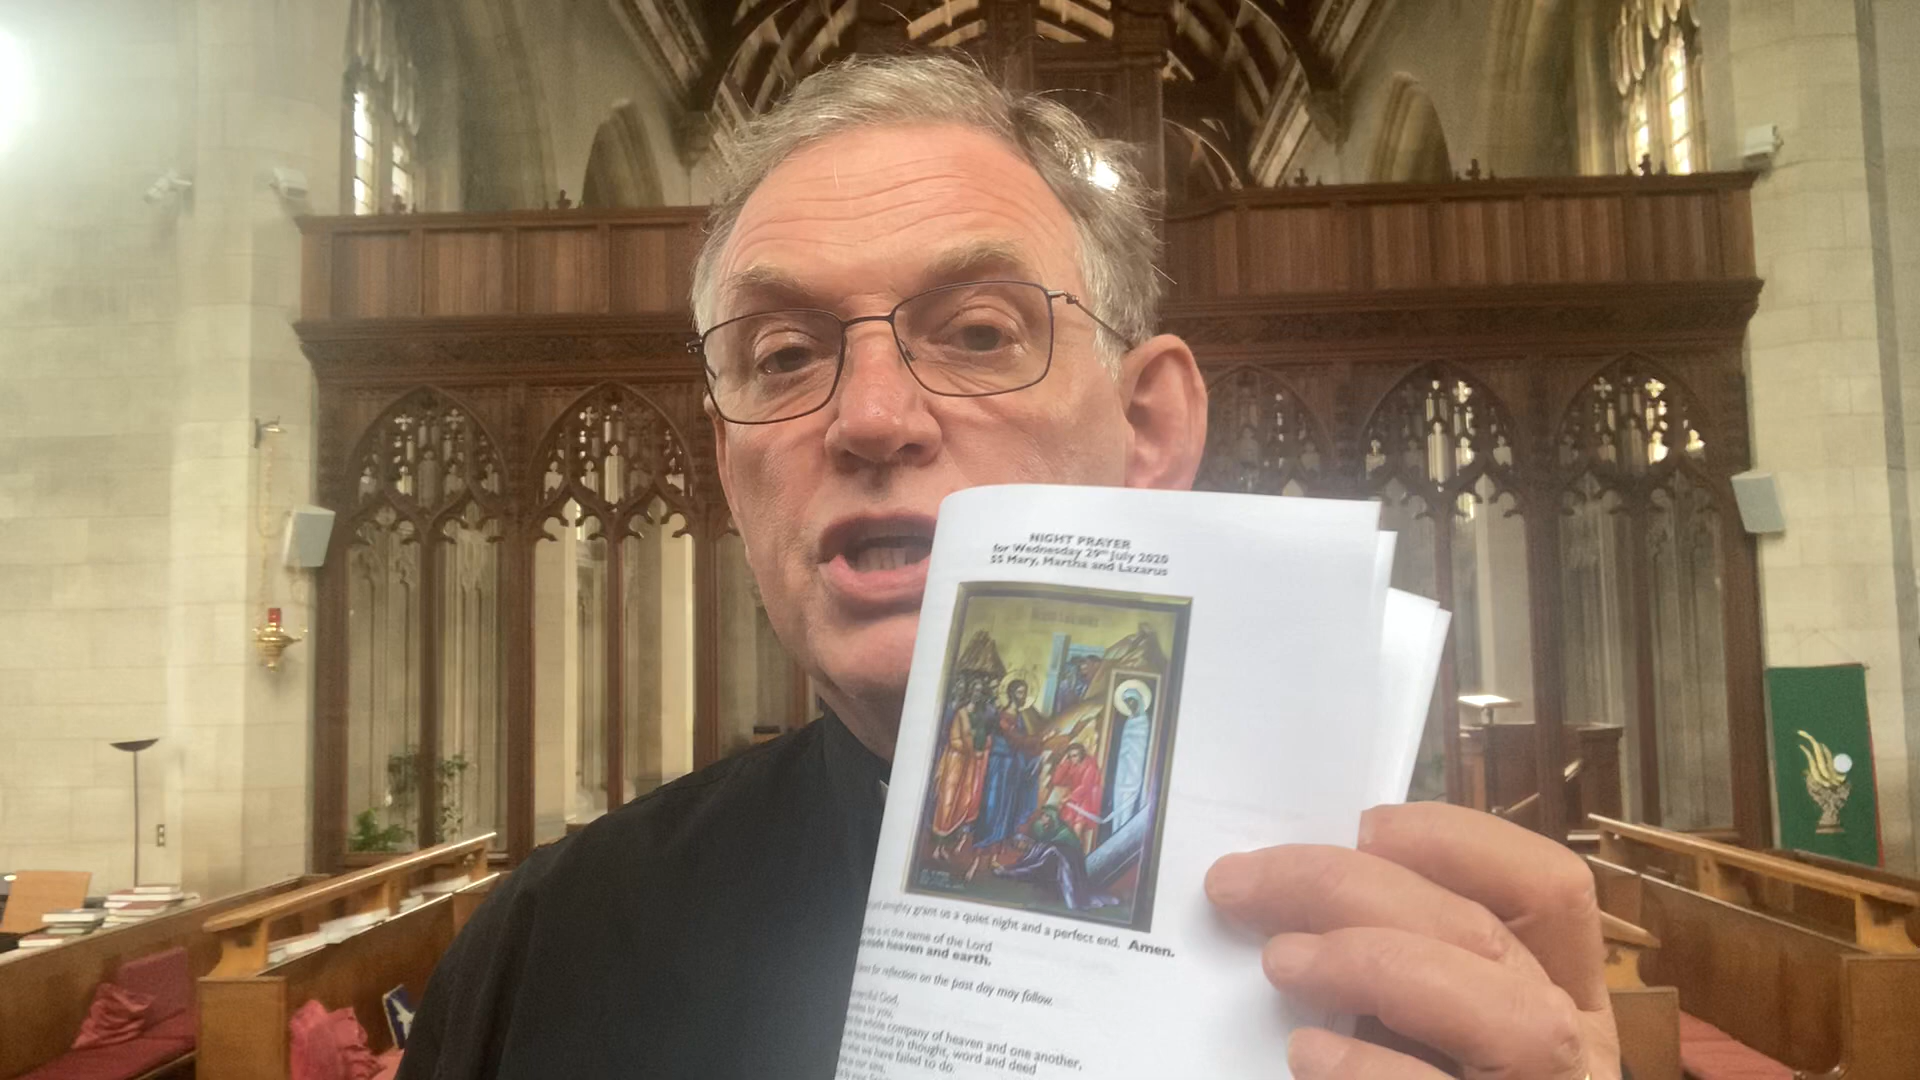 NIGHT PRAYER
for Wednesday 29th July 2020
SS Mary, Martha and Lazarus
almighty grant us a quiet night and a perfect end. Amen.
is in the name of the Lord
made heaven and earth.
for reflection on the past day may follow.
God,
to you,
whole company of heaven and one another,
sinned in thought, word and deed
we have failed to do.
our sins,